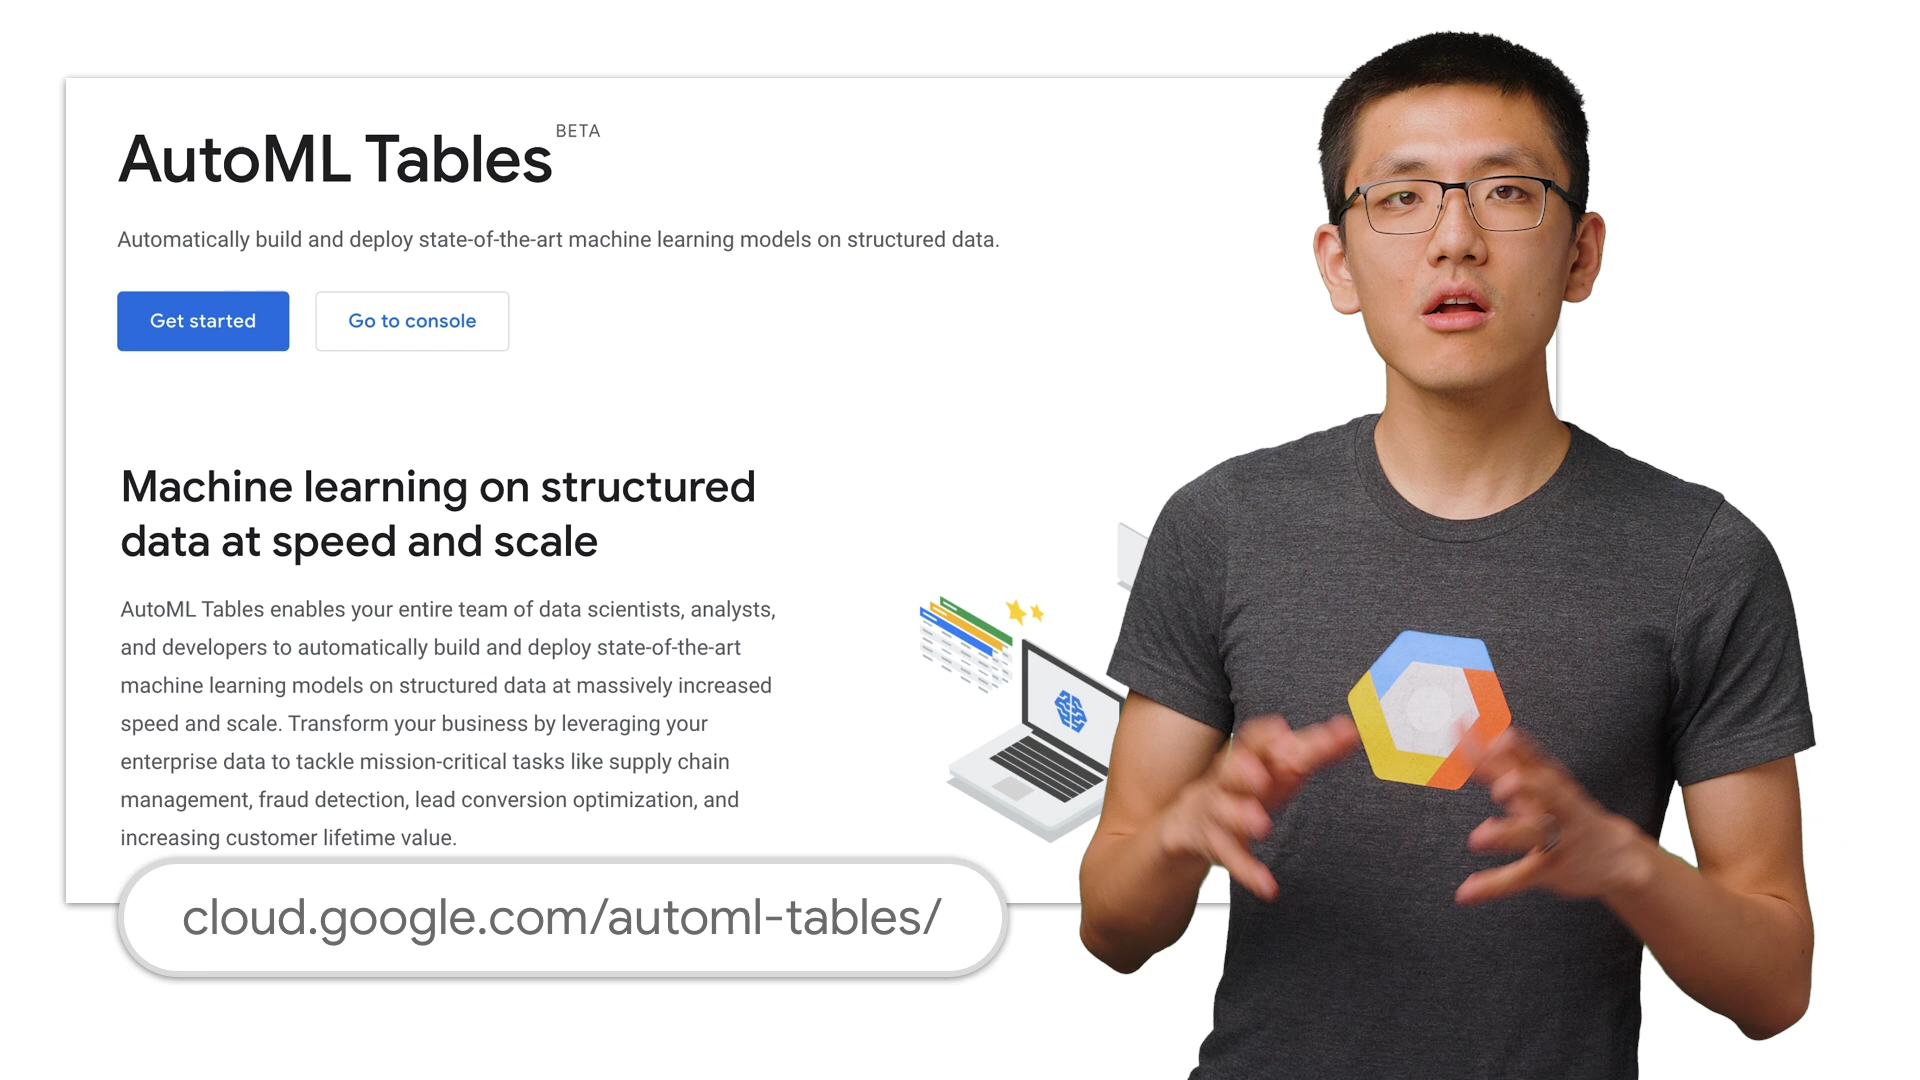 AutoML Tables BETA
Automatically build and deploy state-of-the-art machine learning models on structured data.
Get started
Go to console
Machine learning on structured
data at speed and scale
AutoML Tables enables your entire team of data scientists, analysts,
and developers to automatically build and deploy state-of-the-art
machine learning models on structured data at massively increased
speed and scale. Transform your business by leveraging your
enterprise data to tackle mission-critical tasks like supply chain
management, fraud detection, lead conversion optimization, and
increasing customer lifetime value.
cloud.google.com/automl-tables/